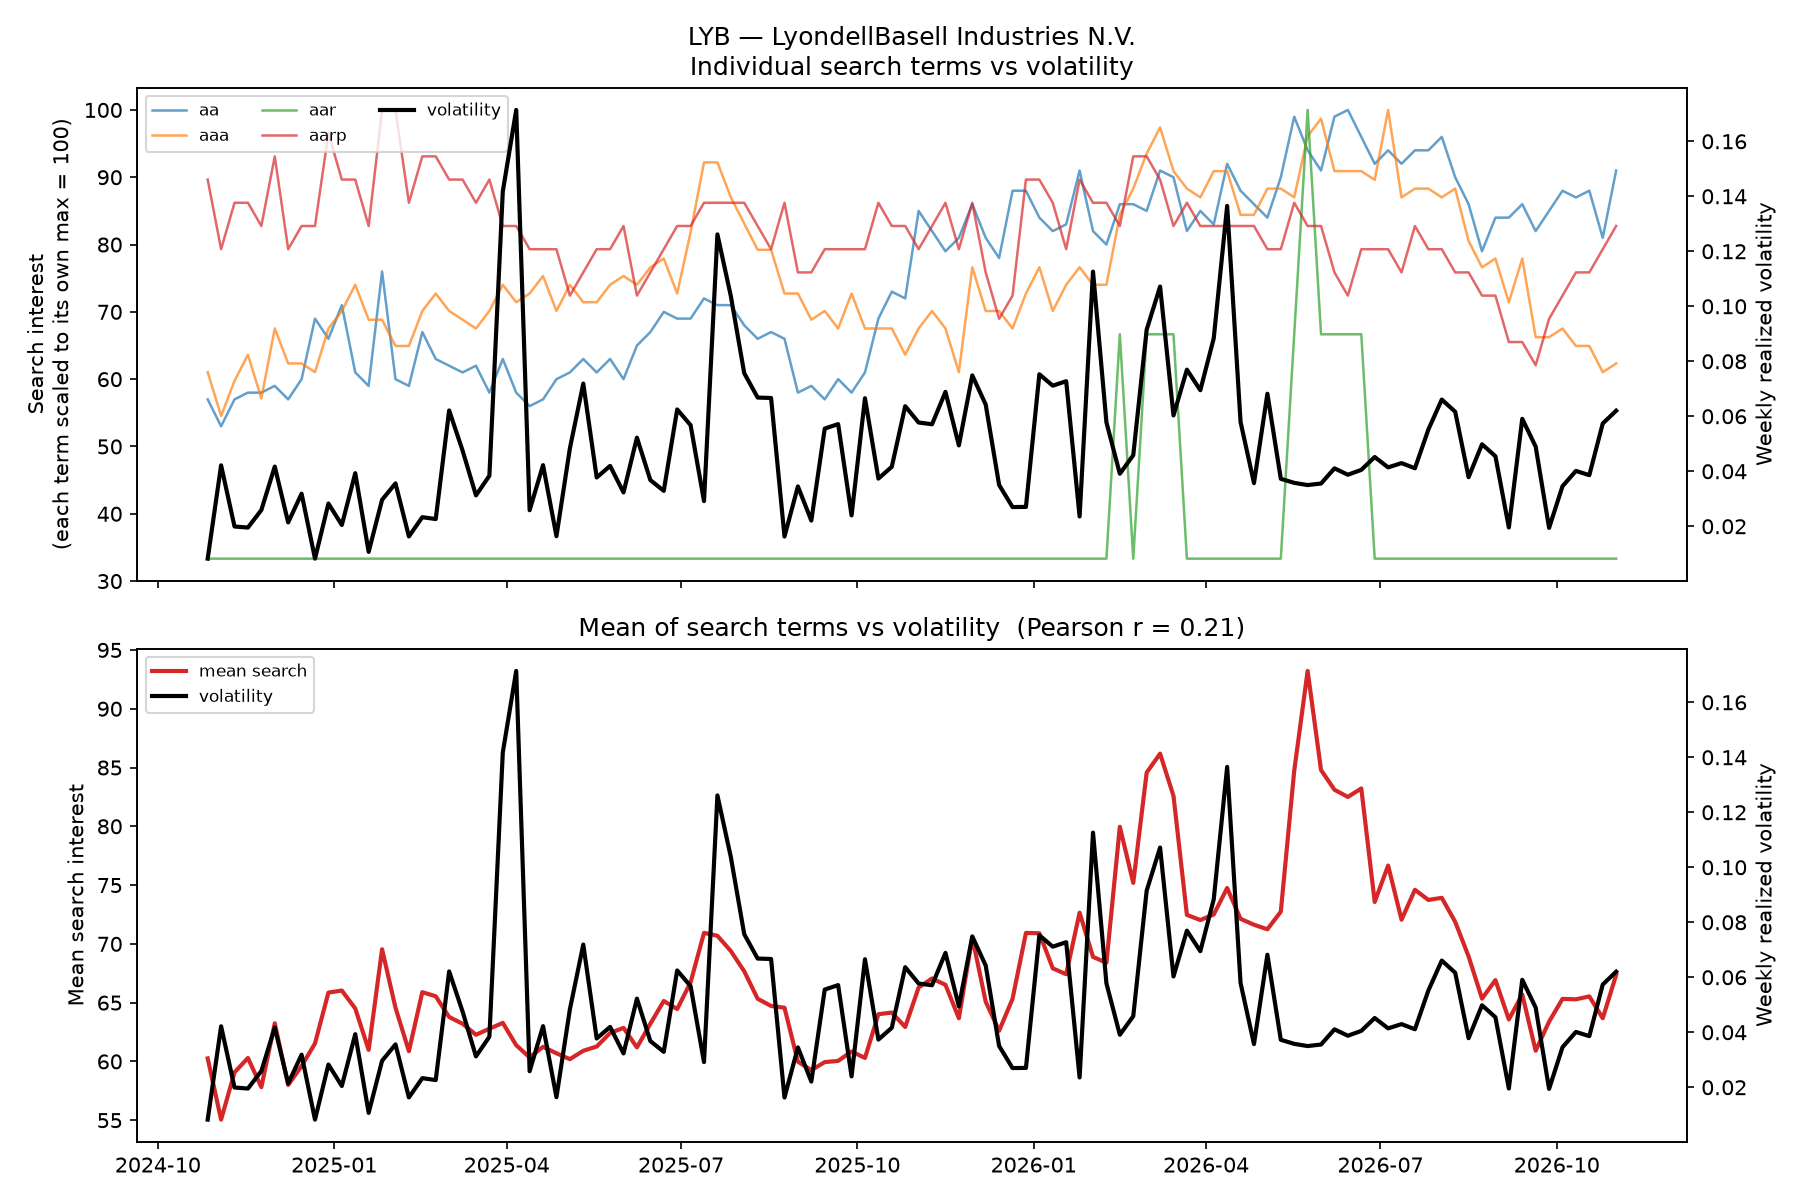 LYB — LyondellBasell Industries N.V.
Individual search terms vs volatility
aa
aaa
aar
aarp
volatility
Search interest
(each term scaled to its own max = 100)
100
90
80
70
60
50
40
30
0.16
0.14
0.12
0.10
0.08
0.06
0.04
0.02
Weekly realized volatility
Mean of search terms vs volatility (Pearson r = 0.21)
mean search
volatility
Mean search interest
95
90
85
80
75
70
65
60
55
0.16
0.14
0.12
0.10
0.08
0.06
0.04
0.02
Weekly realized volatility
2024-10
2025-01
2025-04
2025-07
2025-10
2026-01
2026-04
2026-07
2026-10